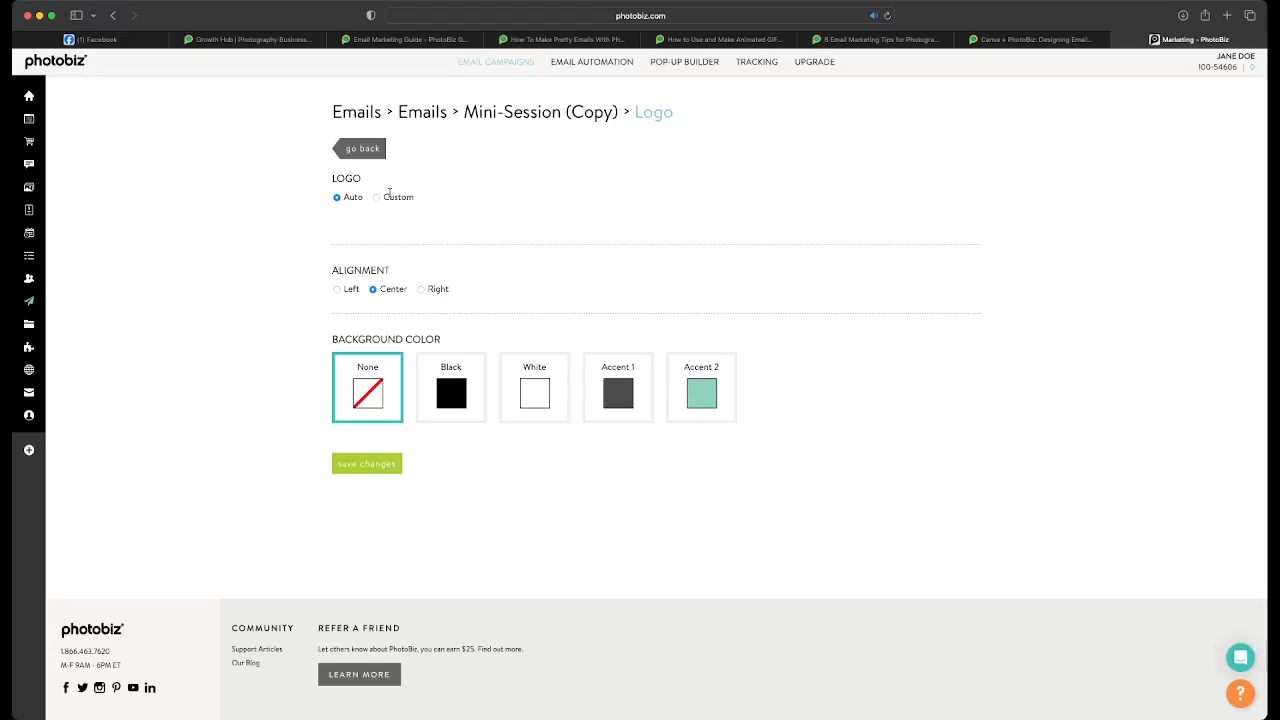 photobiz.com
(1) Facebook
Growth Hub | Photography Business...
Email Marketing Guide – PhotoBiz G...
How To Make Pretty Emails With Ph...
How to Use and Make Animated GIF...
6 Email Marketing Tips for Photogra...
Canva + PhotoBiz: Designing Email...
Marketing – PhotoBiz
photobiz
EMAIL CAMPAIGNS
EMAIL AUTOMATION
POP-UP BUILDER
TRACKING
UPGRADE
JANE DOE
100-54606 | 0
Emails > Emails > Mini-Session (Copy) > Logo
go back
LOGO
Auto Custom
ALIGNMENT
Left Center Right
BACKGROUND COLOR
None Black White Accent 1 Accent 2
save changes
photobiz
1.866.463.7620
M-F 9AM - 6PM ET
COMMUNITY
Support Articles
Our Blog
REFER A FRIEND
Let others know about PhotoBiz, you can earn $25. Find out more.
LEARN MORE